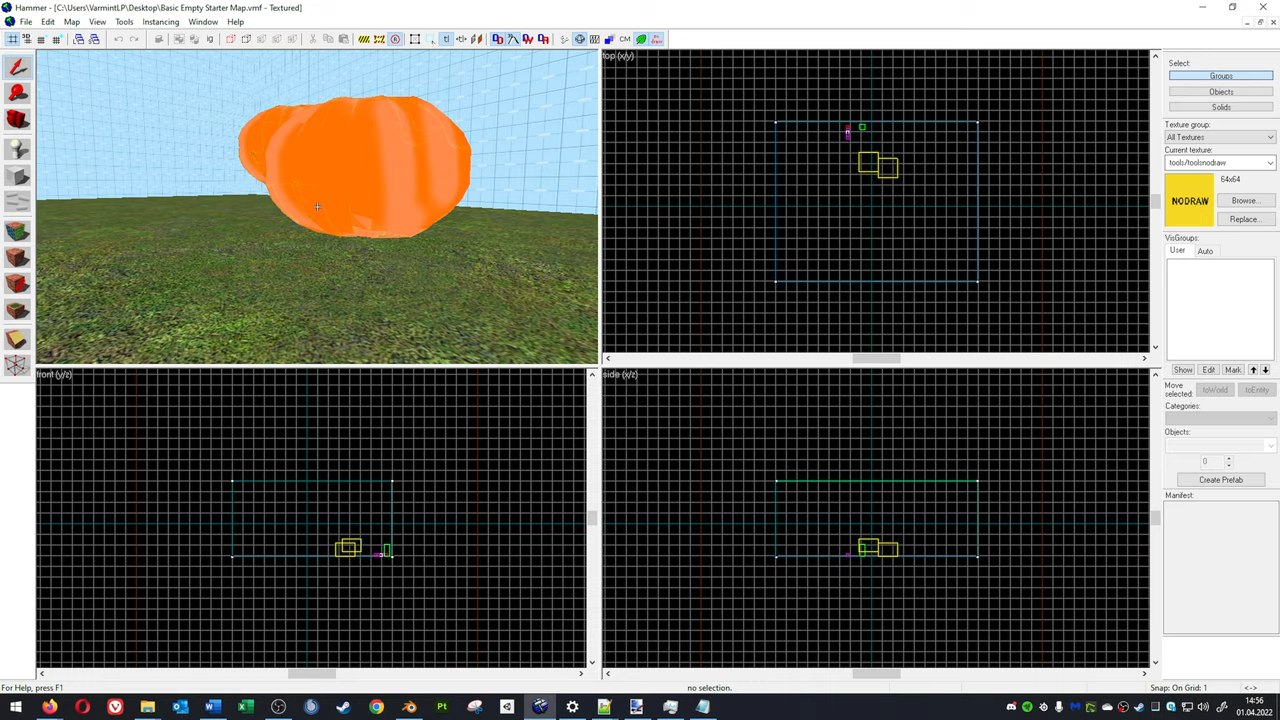 Hammer - [C:\Users\VarmintLP\Desktop\Basic Empty Starter Map.vmf - Textured]
File Edit Map View Tools Instancing Window Help
CM
top (x/y)
front (y/z)
side (x/z)
Select:
Groups
Objects
Solids
Texture group:
All Textures
Current texture:
tools/toolsnodraw
64x64
NODRAW
Browse...
Replace...
VisGroups:
User Auto
Show Edit Mark
Move selected:
toWorld toEntity
Categories:
Objects:
0
Create Prefab
Manifest:
For Help, press F1
no selection.
Snap: On Grid: 1
<->
14:56
01.04.2022